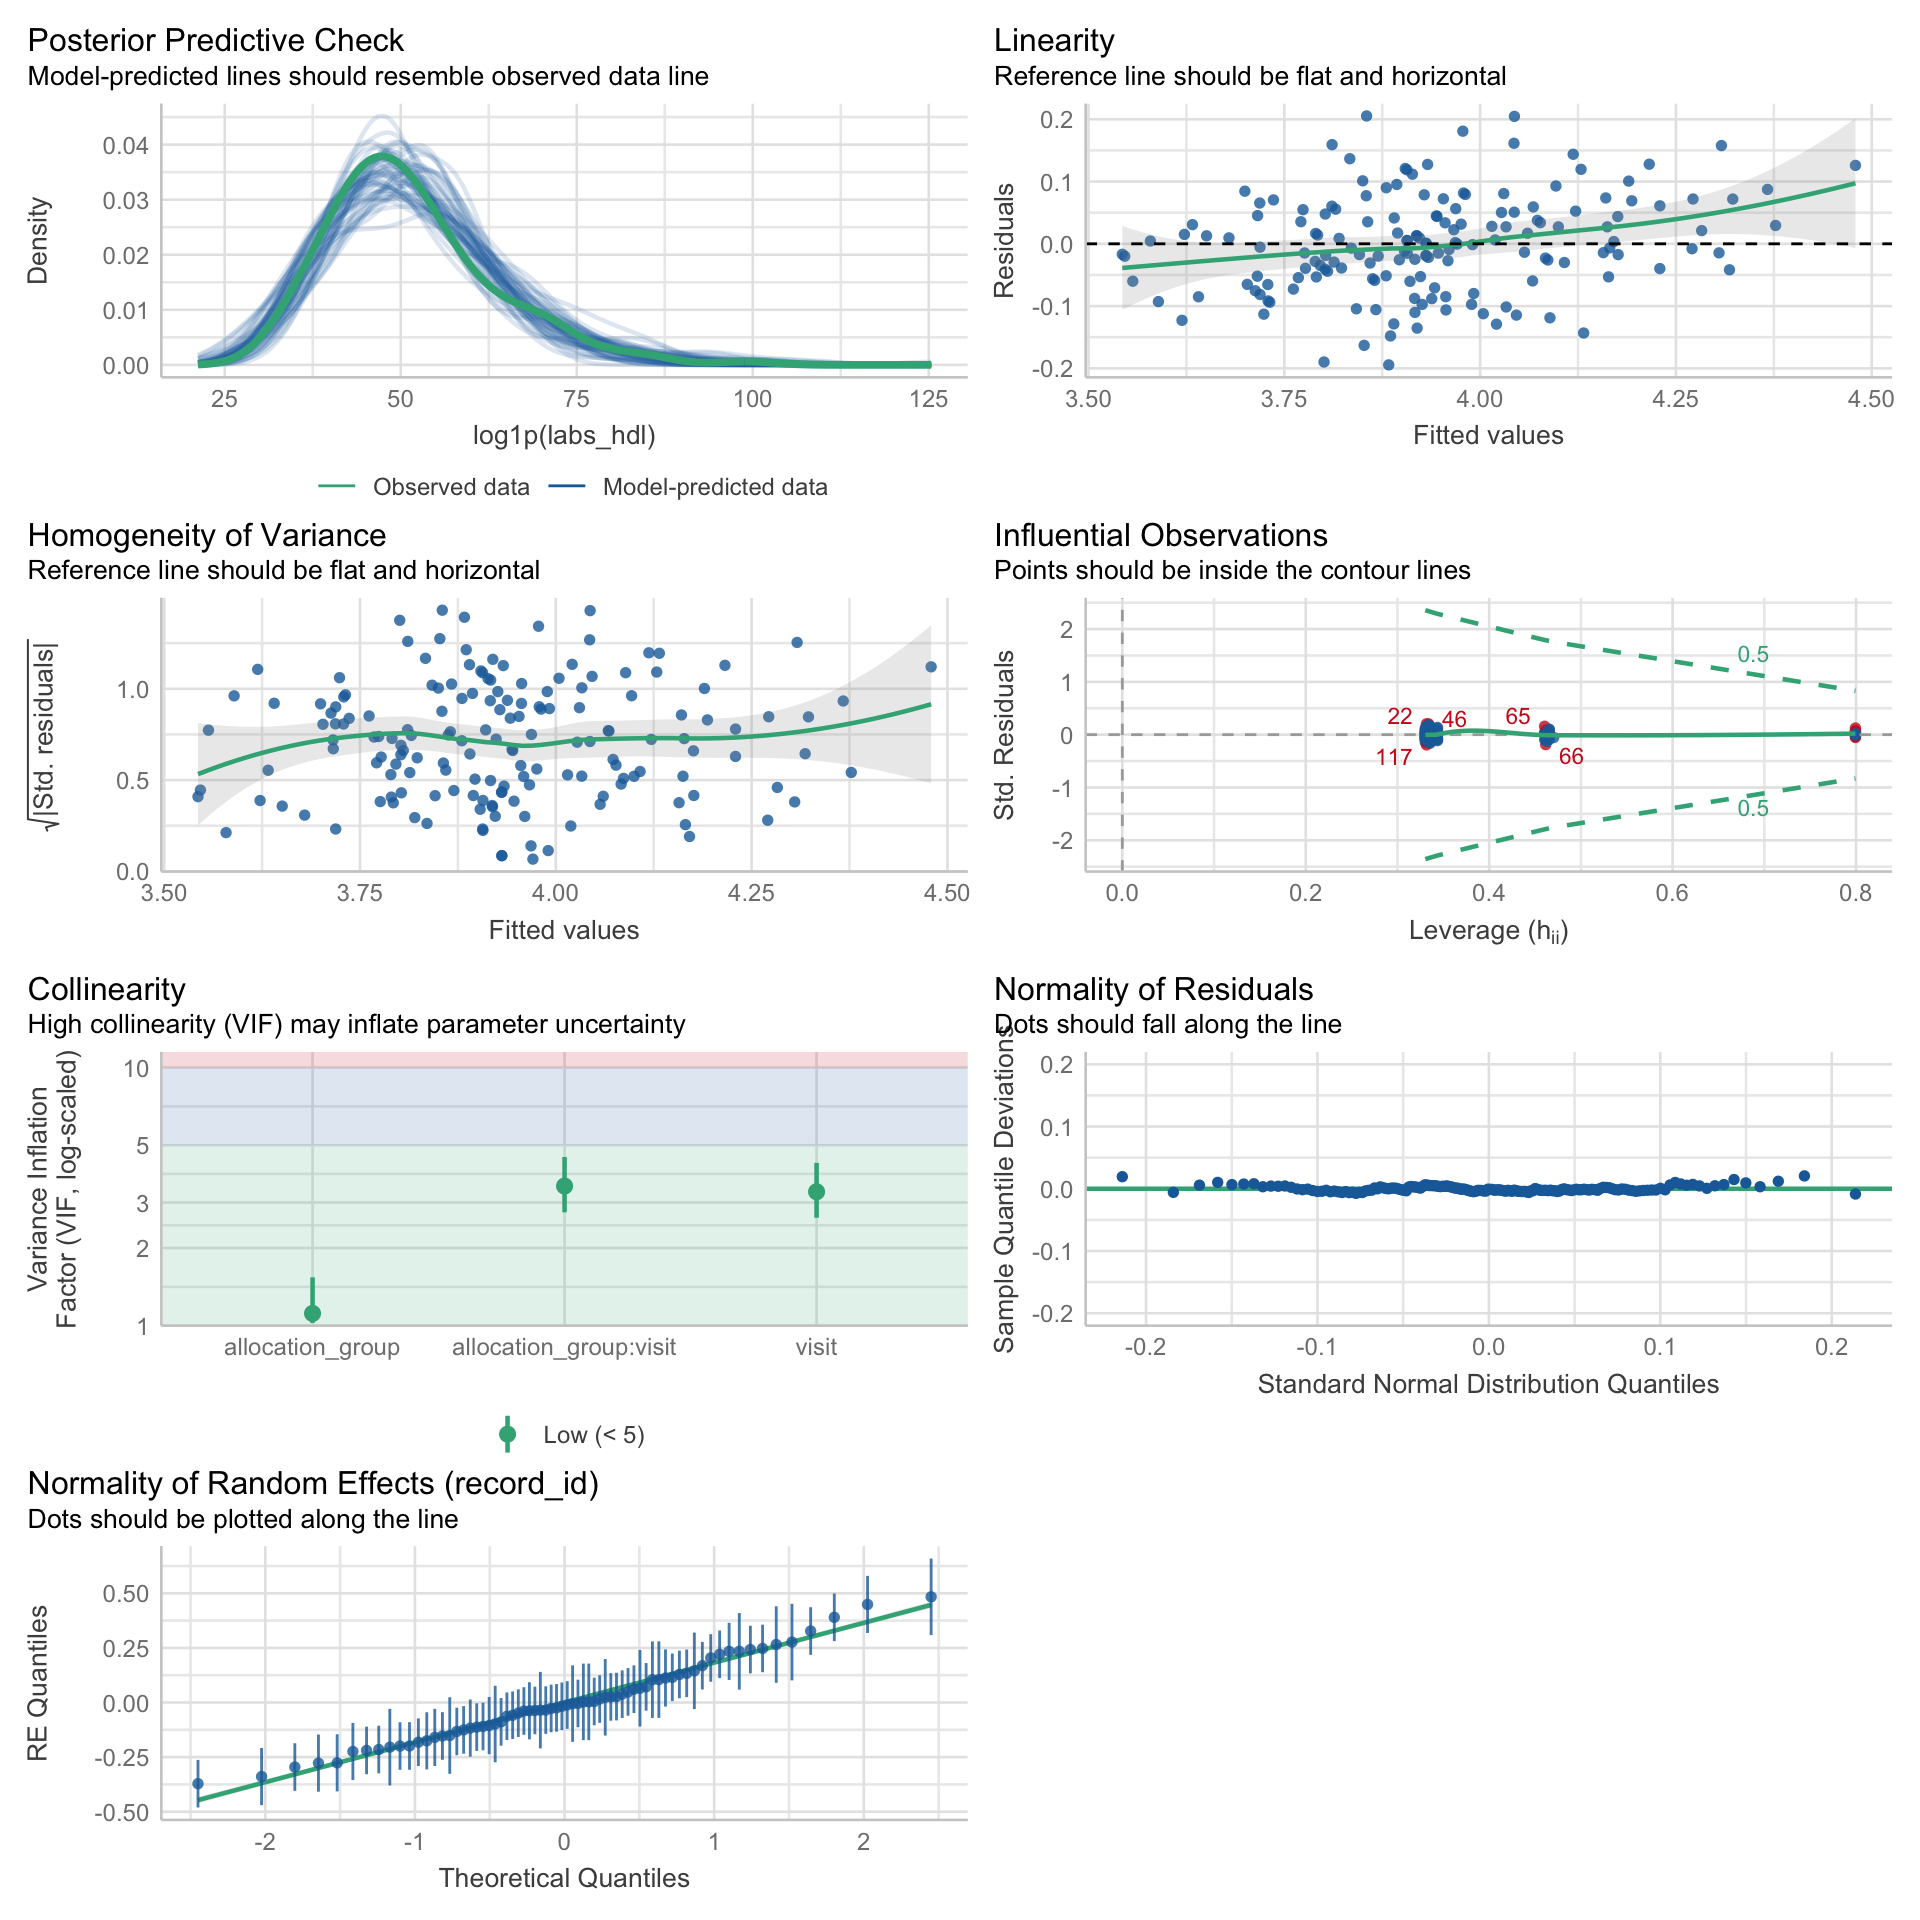 Posterior Predictive Check
Model-predicted lines should resemble observed data line
Density
0.04
0.03
0.02
0.01
0.00
25 50 75 100 125
log1p(labs_hdl)
Observed data Model-predicted data
Linearity
Reference line should be flat and horizontal
Residuals
0.2
0.1
0.0
-0.1
-0.2
3.50 3.75 4.00 4.25 4.50
Fitted values
Homogeneity of Variance
Reference line should be flat and horizontal
√|Std. residuals|
1.0
0.5
0.0
3.50 3.75 4.00 4.25 4.50
Fitted values
Influential Observations
Points should be inside the contour lines
Std. Residuals
2
1
0
-1
-2
0.5
22 46 65
117 66
0.5
0.0 0.2 0.4 0.6 0.8
Leverage (hii)
Collinearity
High collinearity (VIF) may inflate parameter uncertainty
Variance Inflation
Factor (VIF, log-scaled)
10
5
3
2
1
allocation_group allocation_group:visit visit
Low (< 5)
Normality of Residuals
Dots should fall along the line
Sample Quantile Deviations
0.2
0.1
0.0
-0.1
-0.2
-0.2 -0.1 0.0 0.1 0.2
Standard Normal Distribution Quantiles
Normality of Random Effects (record_id)
Dots should be plotted along the line
RE Quantiles
0.50
0.25
0.00
-0.25
-0.50
-2 -1 0 1 2
Theoretical Quantiles